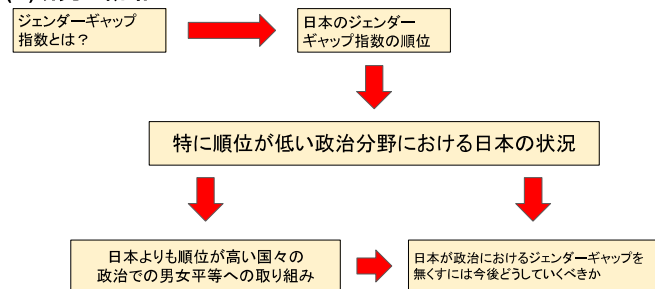 ジェンダーギャップ
指数とは？
日本のジェンダー
ギャップ指数の順位
特に順位が低い政治分野における日本の状況
日本よりも順位が高い国々の
政治での男女平等への取り組み
日本が政治におけるジェンダーギャップを
無くすには今後どうしていくべきか